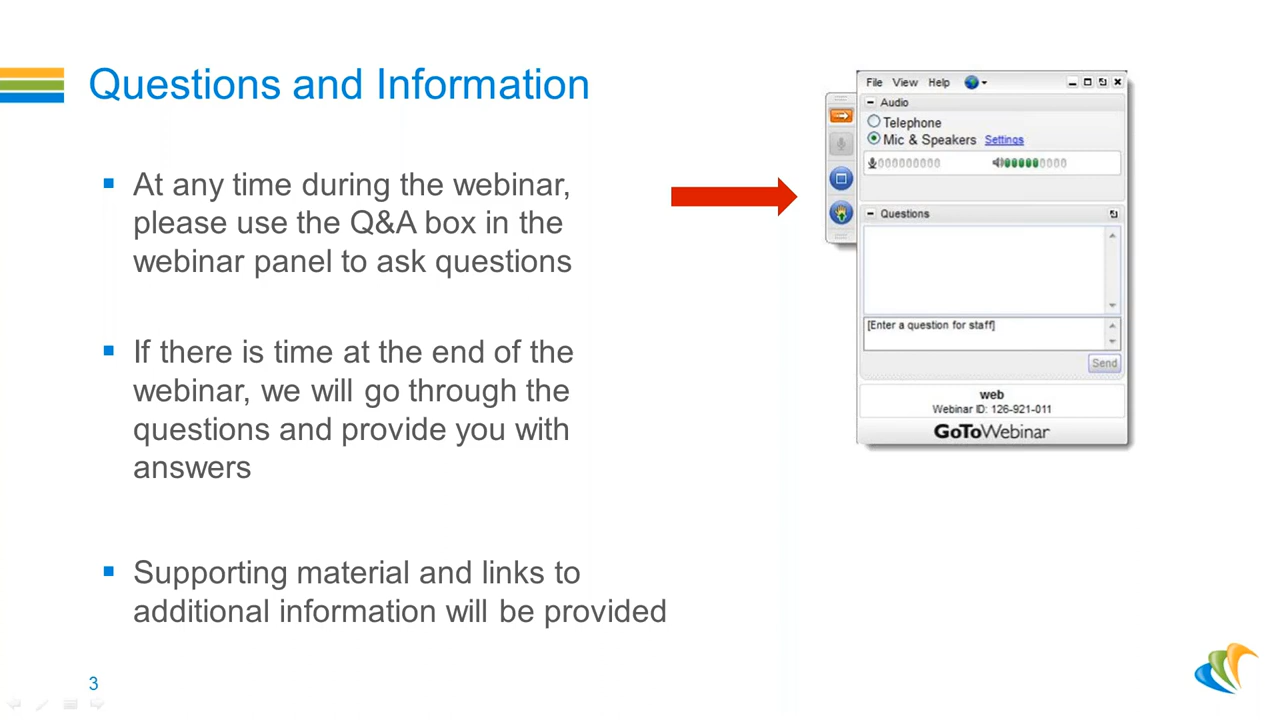 Questions and Information
At any time during the webinar,
please use the Q&A box in the
webinar panel to ask questions
If there is time at the end of the
webinar, we will go through the
questions and provide you with
answers
Supporting material and links to
additional information will be provided
3
File View Help
Audio
Telephone
Mic & Speakers Settings
Questions
[Enter a question for staff]
Send
web
Webinar ID: 126-921-011
GoToWebinar